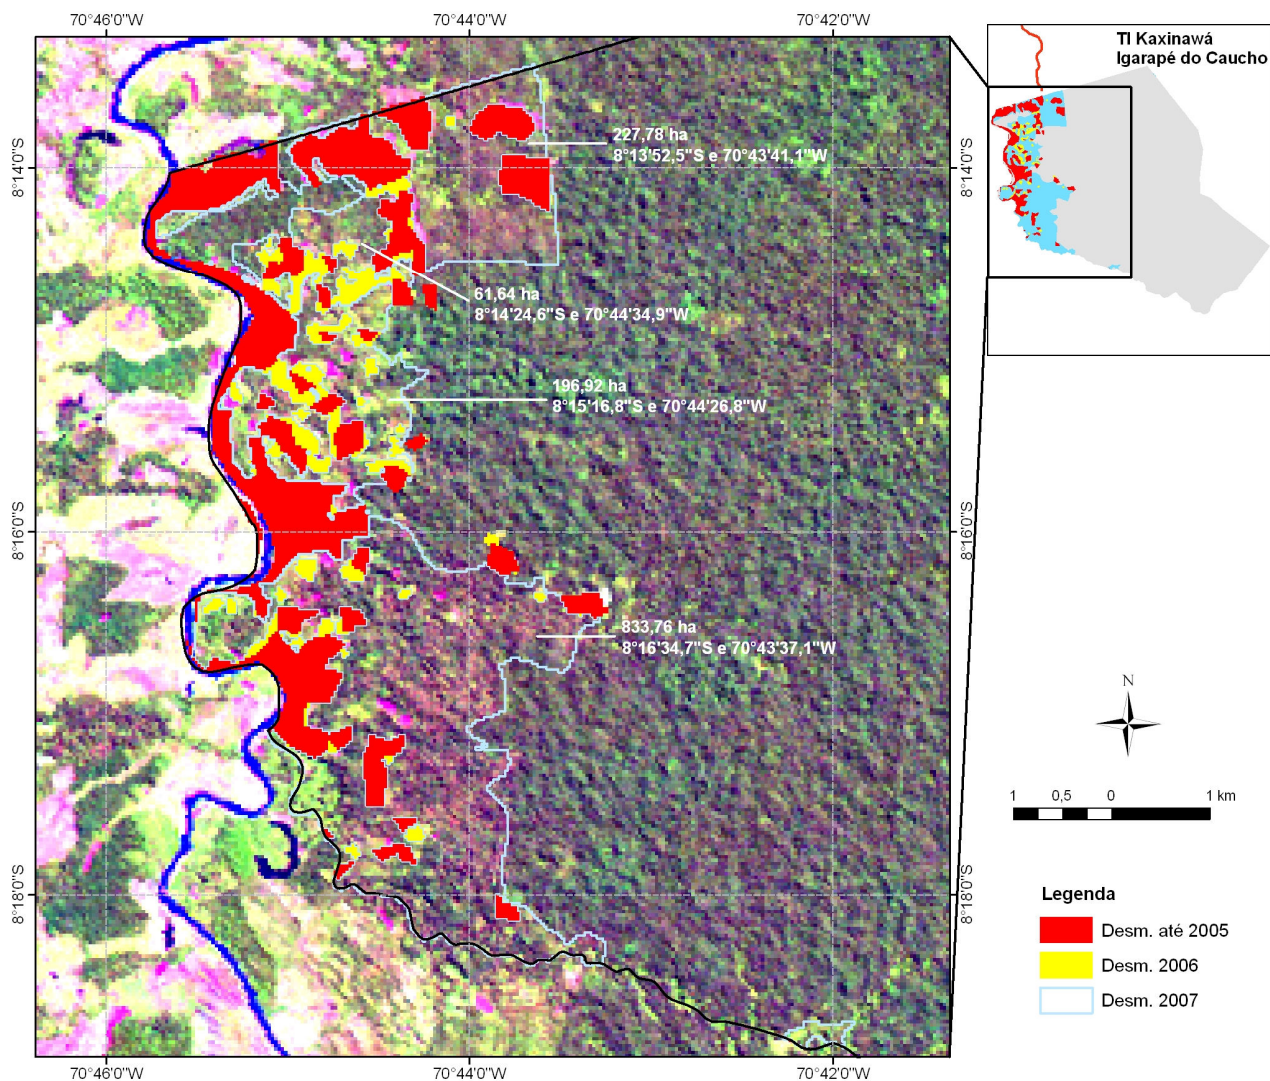 70°46'0"W
70°44'0"W
70°42'0"W
TI Kaxinawá
Igarapé do Caucho
227,78 ha
8°13'52,5"S e 70°43'41,1"W
8°14'0"S
8°14'0"S
61,64 ha
8°14'24,6"S e 70°44'34,9"W
196,92 ha
8°15'16,8"S e 70°44'26,8"W
8°16'0"S
8°16'0"S
833,76 ha
8°16'34,7"S e 70°43'37,1"W
N
1 0,5 0 1 km
8°18'0"S
8°18'0"S
Legenda
Desm. até 2005
Desm. 2006
Desm. 2007
70°46'0"W
70°44'0"W
70°42'0"W